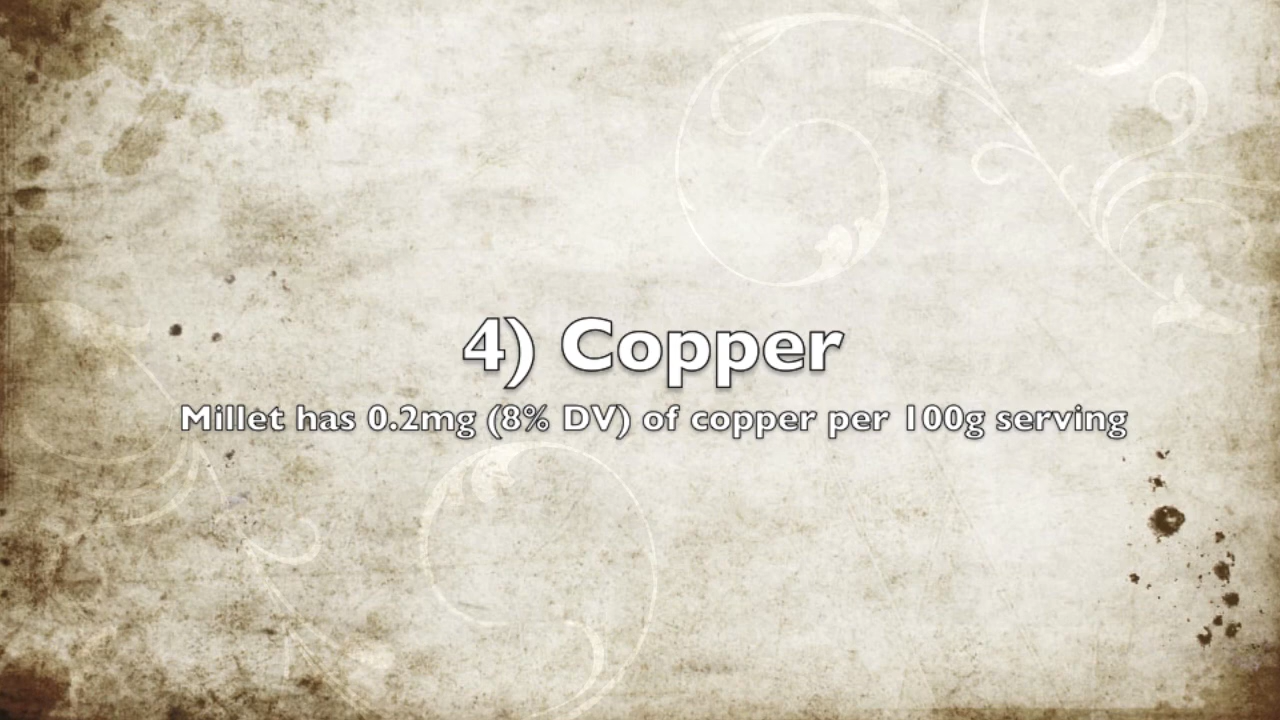 4) Copper
Millet has 0.2mg (8% DV) of copper per 100g serving